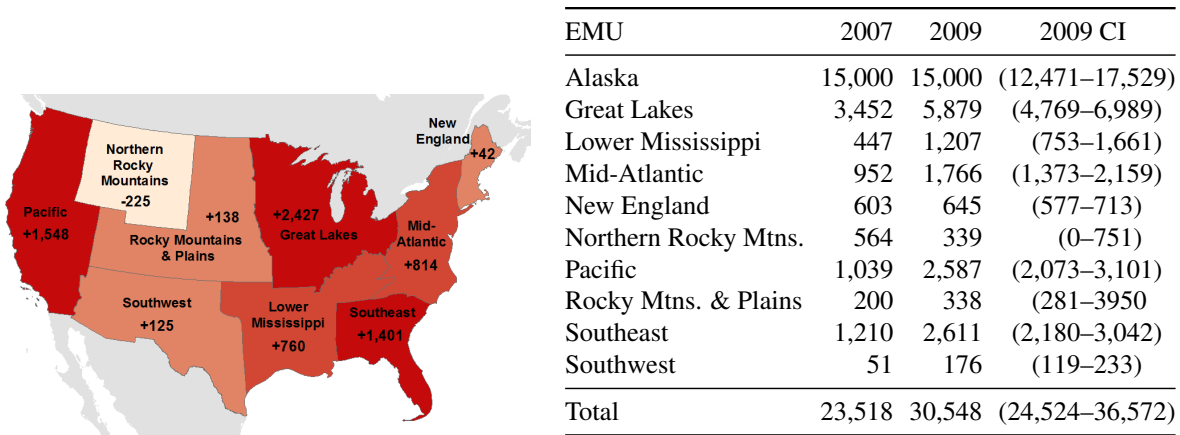 New
England
+42
Northern
Rocky
Mountains
-225
Pacific
+1,548
+138
Rocky Mountains
& Plains
+2,427
Great Lakes
Mid-
Atlantic
+814
Southwest
+125
Lower
Mississippi
+760
Southeast
+1,401
EMU 2007 2009 2009 CI
Alaska 15,000 15,000 (12,471–17,529)
Great Lakes 3,452 5,879 (4,769–6,989)
Lower Mississippi 447 1,207 (753–1,661)
Mid-Atlantic 952 1,766 (1,373–2,159)
New England 603 645 (577–713)
Northern Rocky Mtns. 564 339 (0–751)
Pacific 1,039 2,587 (2,073–3,101)
Rocky Mtns. & Plains 200 338 (281–3950
Southeast 1,210 2,611 (2,180–3,042)
Southwest 51 176 (119–233)
Total 23,518 30,548 (24,524–36,572)